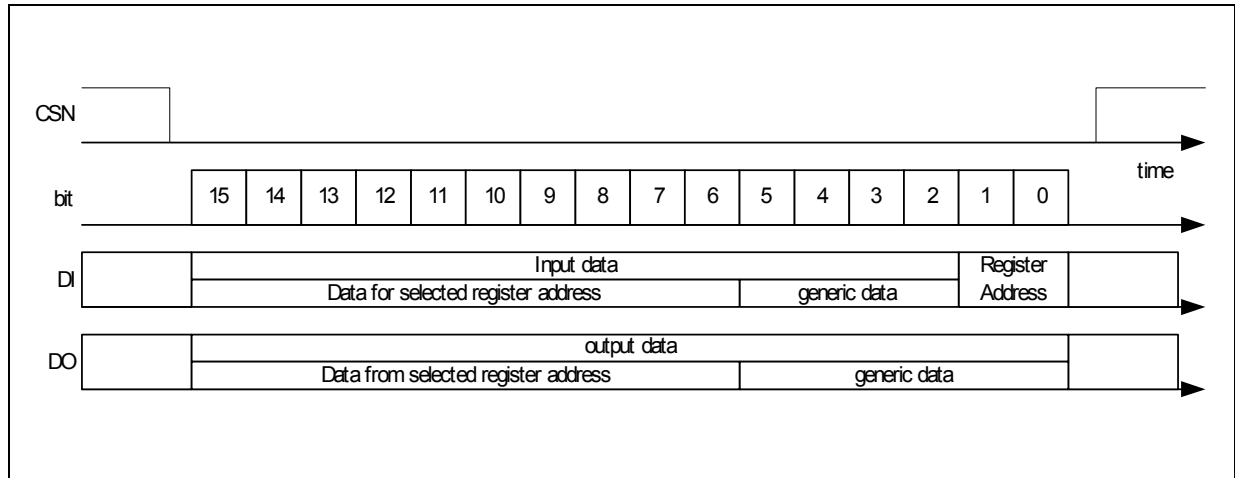 CSN
time
bit 15 14 13 12 11 10 9 8 7 6 5 4 3 2 1 0
DI Input data Register
Data for selected register address generic data Address
DO output data
Data from selected register address generic data